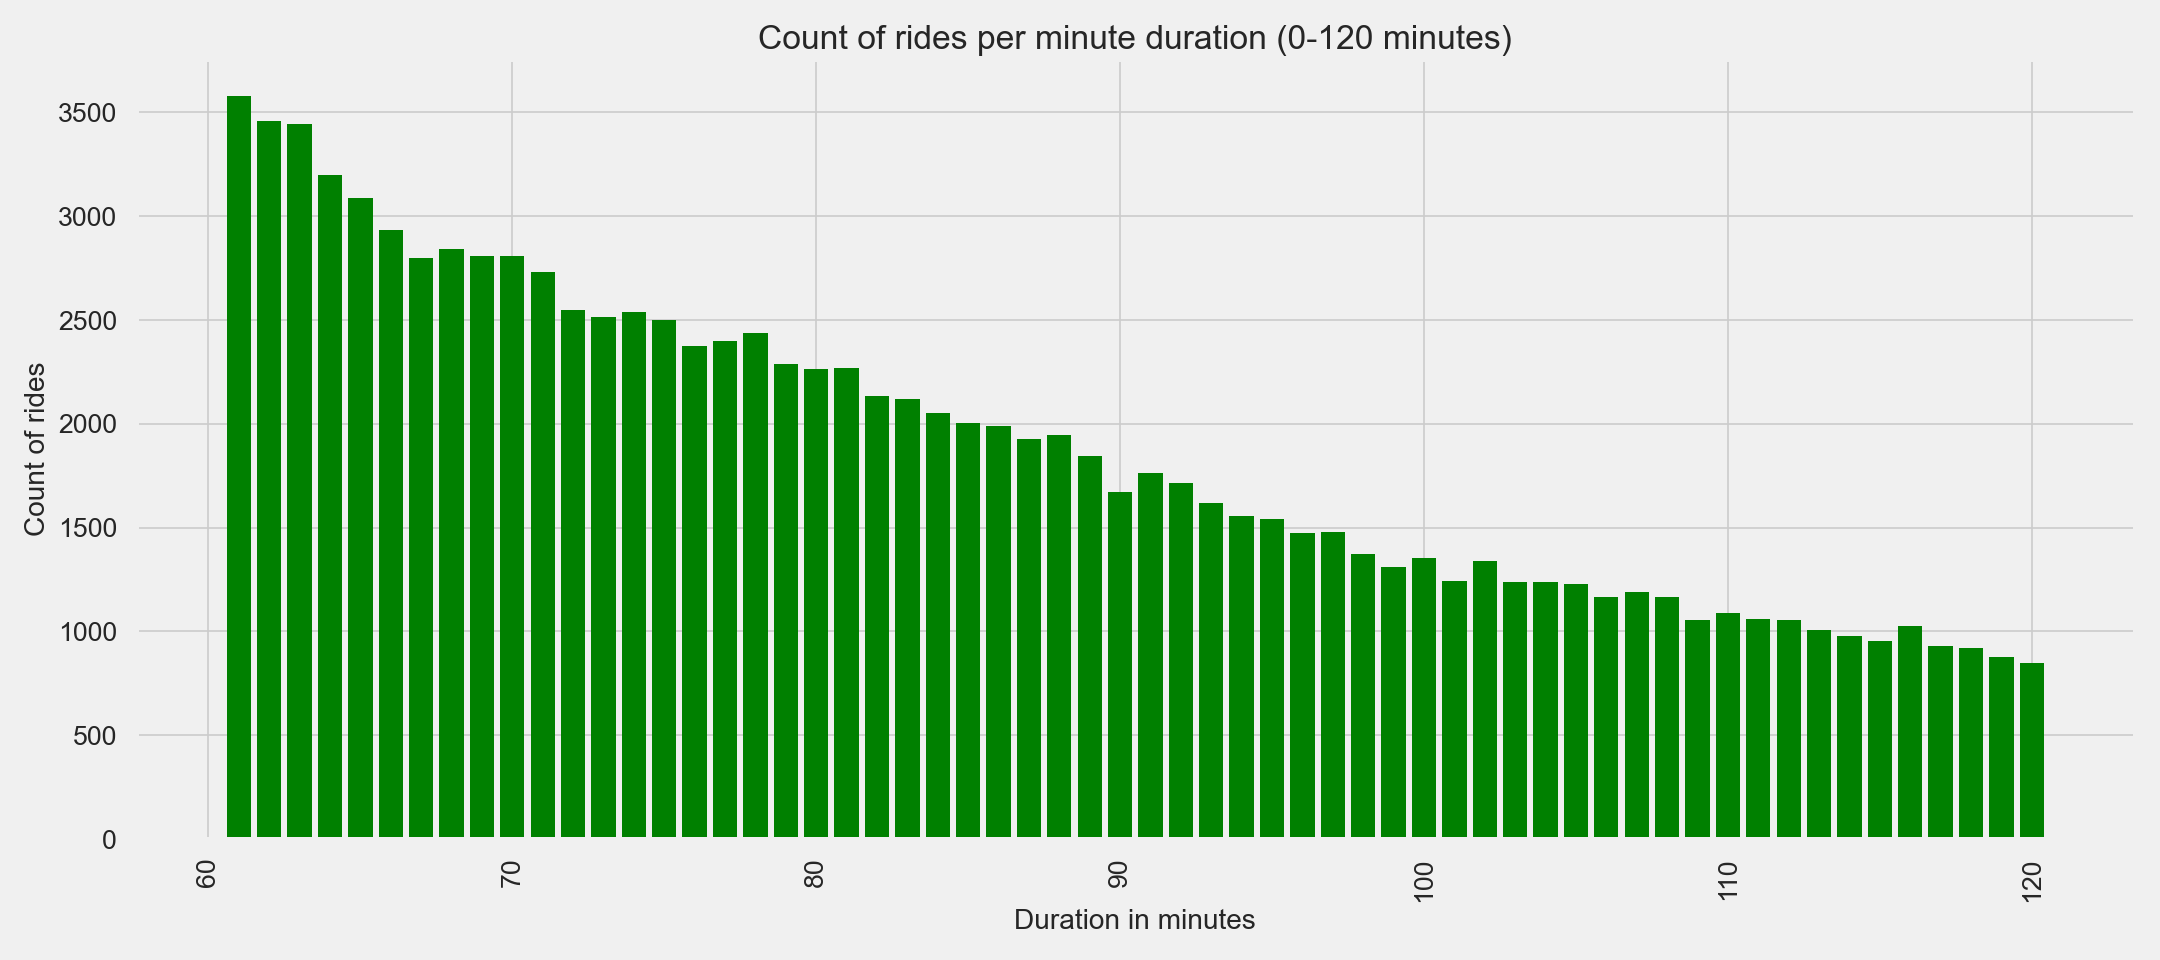 Count of rides per minute duration (0-120 minutes)
Count of rides
3500
3000
2500
2000
1500
1000
500
0
60 70 80 90 100 110 120
Duration in minutes